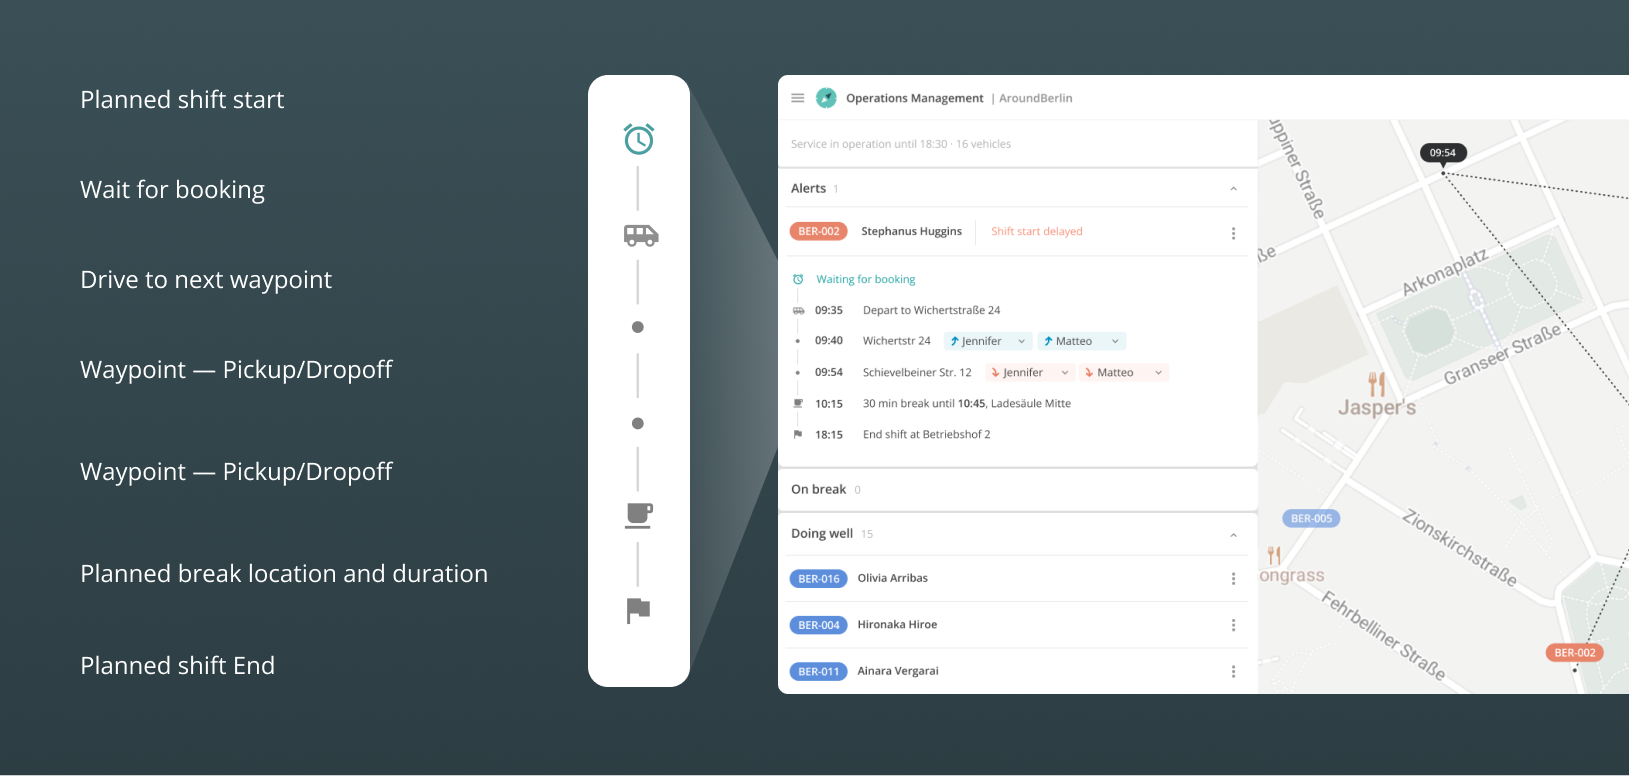 Planned shift start
Wait for booking
Drive to next waypoint
Waypoint — Pickup/Dropoff
Waypoint — Pickup/Dropoff
Planned break location and duration
Planned shift End
Operations Management | AroundBerlin
Service in operation until 18:30 · 16 vehicles
Alerts 1
BER-002 Stephanus Huggins Shift start delayed
Waiting for booking
09:35 Depart to Wichertstraße 24
09:40 Wichertstr 24 Jennifer Matteo
09:54 Schievelbeiner Str. 12 Jennifer Matteo
10:15 30 min break until 10:45, Ladesäule Mitte
18:15 End shift at Betriebshof 2
On break 0
Doing well 15
BER-016 Olivia Arribas
BER-004 Hironaka Hiroe
BER-011 Ainara Vergarai
uppiner Straße
09:54
ße
Arkonaplatz
Granseer Straße
Jasper's
BER-005
Zionskirchstraße
ongrass
Fehrbelliner Straße
BER-002